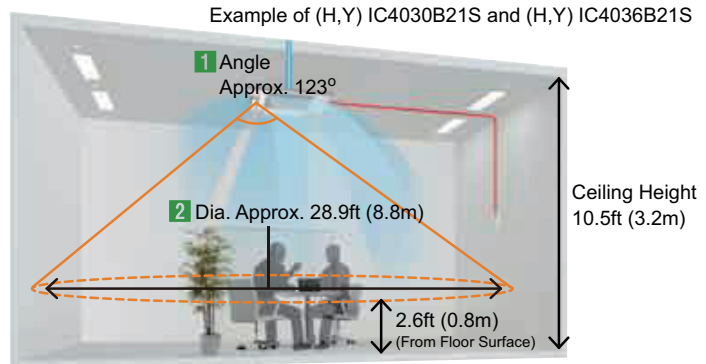 Example of (H,Y) IC4030B21S and (H,Y) IC4036B21S
1 Angle
Approx. 123°
2 Dia. Approx. 28.9ft (8.8m)
Ceiling Height
10.5ft (3.2m)
2.6ft (0.8m)
(From Floor Surface)